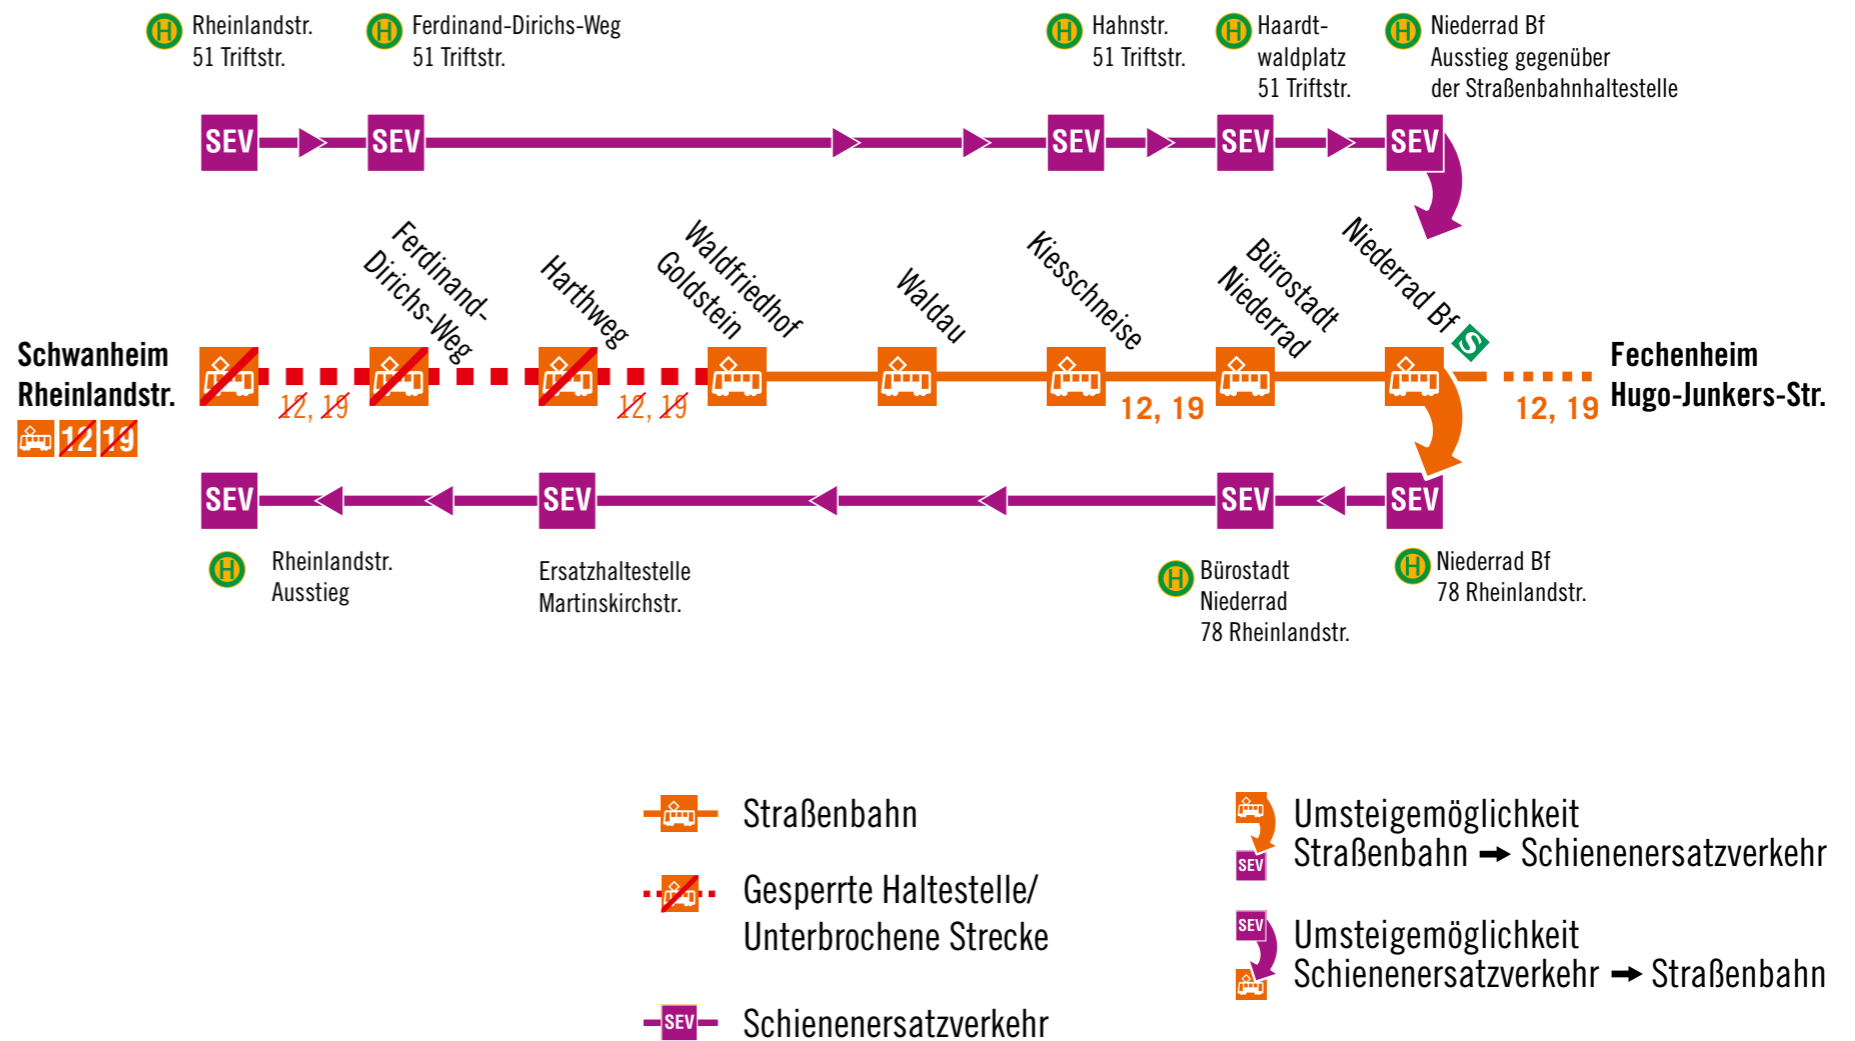 H Rheinlandstr.
51 Triftstr.
H Ferdinand-Dirichs-Weg
51 Triftstr.
H Hahnstr.
51 Triftstr.
H Haardt-
waldplatz
51 Triftstr.
H Niederrad Bf
Ausstieg gegenüber
der Straßenbahnhaltestelle
SEV SEV SEV SEV SEV
Schwanheim
Rheinlandstr.
12 19
Ferdinand-
Dirichs-Weg
Harthweg
Waldfriedhof
Goldstein
Waldau
Kiesschneise
Bürostadt
Niederrad
Niederrad Bf S
12, 19
12, 19
12, 19
12, 19
Fechenheim
Hugo-Junkers-Str.
SEV SEV SEV SEV
H Rheinlandstr.
Ausstieg
Ersatzhaltestelle
Martinskirchstr.
H Bürostadt
Niederrad
78 Rheinlandstr.
H Niederrad Bf
78 Rheinlandstr.
Straßenbahn
Gesperrte Haltestelle/
Unterbrochene Strecke
SEV Schienenersatzverkehr
Umsteigemöglichkeit
Straßenbahn → Schienenersatzverkehr
SEV
SEV
Umsteigemöglichkeit
Schienenersatzverkehr → Straßenbahn